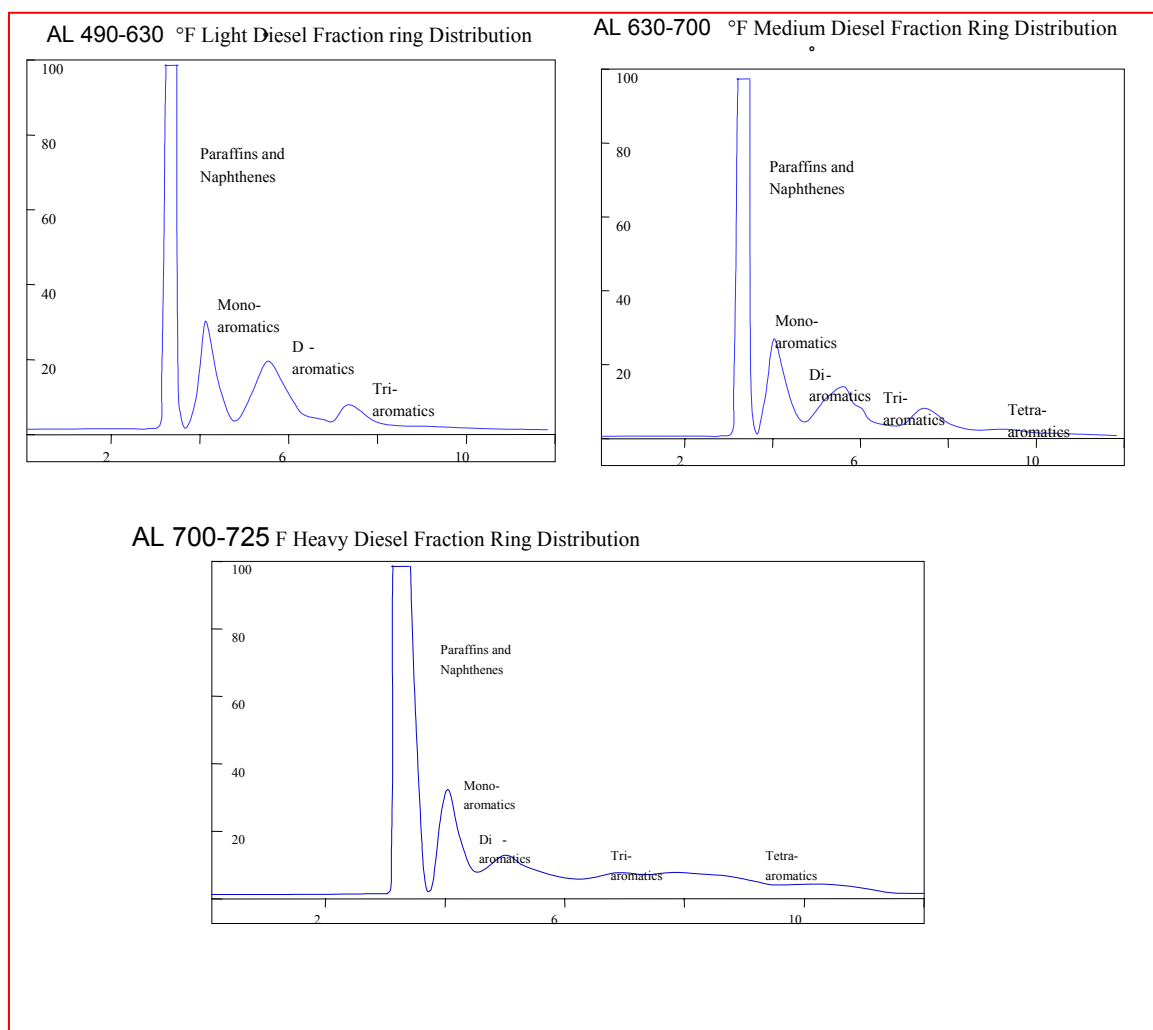 AL 490-630 °F Light Diesel Fraction ring Distribution
100
80
60
40
20
Paraffins and
Naphthenes
Mono-
aromatics
D -
aromatics
Tri-
aromatics
2
6
10
AL 630-700 °F Medium Diesel Fraction Ring Distribution
°
100
80
60
40
20
Paraffins and
Naphthenes
Mono-
aromatics
Di-
aromatics
Tri-
aromatics
Tetra-
aromatics
2
6
10
AL 700-725 F Heavy Diesel Fraction Ring Distribution
100
80
60
40
20
Paraffins and
Naphthenes
Mono-
aromatics
Di -
aromatics
Tri-
aromatics
Tetra-
aromatics
2
6
10